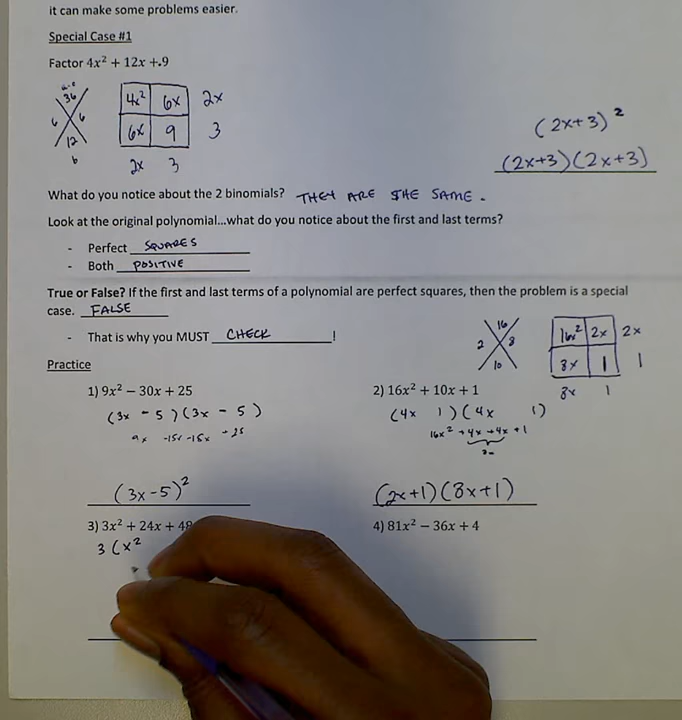 it can make some problems easier.
Special Case #1
Factor 4x² + 12x + 9
a·c
36
6 6
12
b
4x² 6x 2x
6x 9 3
2x 3
(2x+3)²
(2x+3)(2x+3)
What do you notice about the 2 binomials? THEY ARE THE SAME.
Look at the original polynomial...what do you notice about the first and last terms?
- Perfect SQUARES
- Both POSITIVE
True or False? If the first and last terms of a polynomial are perfect squares, then the problem is a special
case. FALSE
- That is why you MUST CHECK !
16
2 8
10
16x² 2x 2x
8x 1 1
8x 1
Practice
1) 9x² – 30x + 25
(3x - 5)(3x - 5)
9x -15x -15x + 25
(3x-5)²
2) 16x² + 10x + 1
(4x 1)(4x 1)
16x² + 4x + 4x + 1
(2x+1)(8x+1)
3) 3x² + 24x + 48
3(x²
4) 81x² – 36x + 4